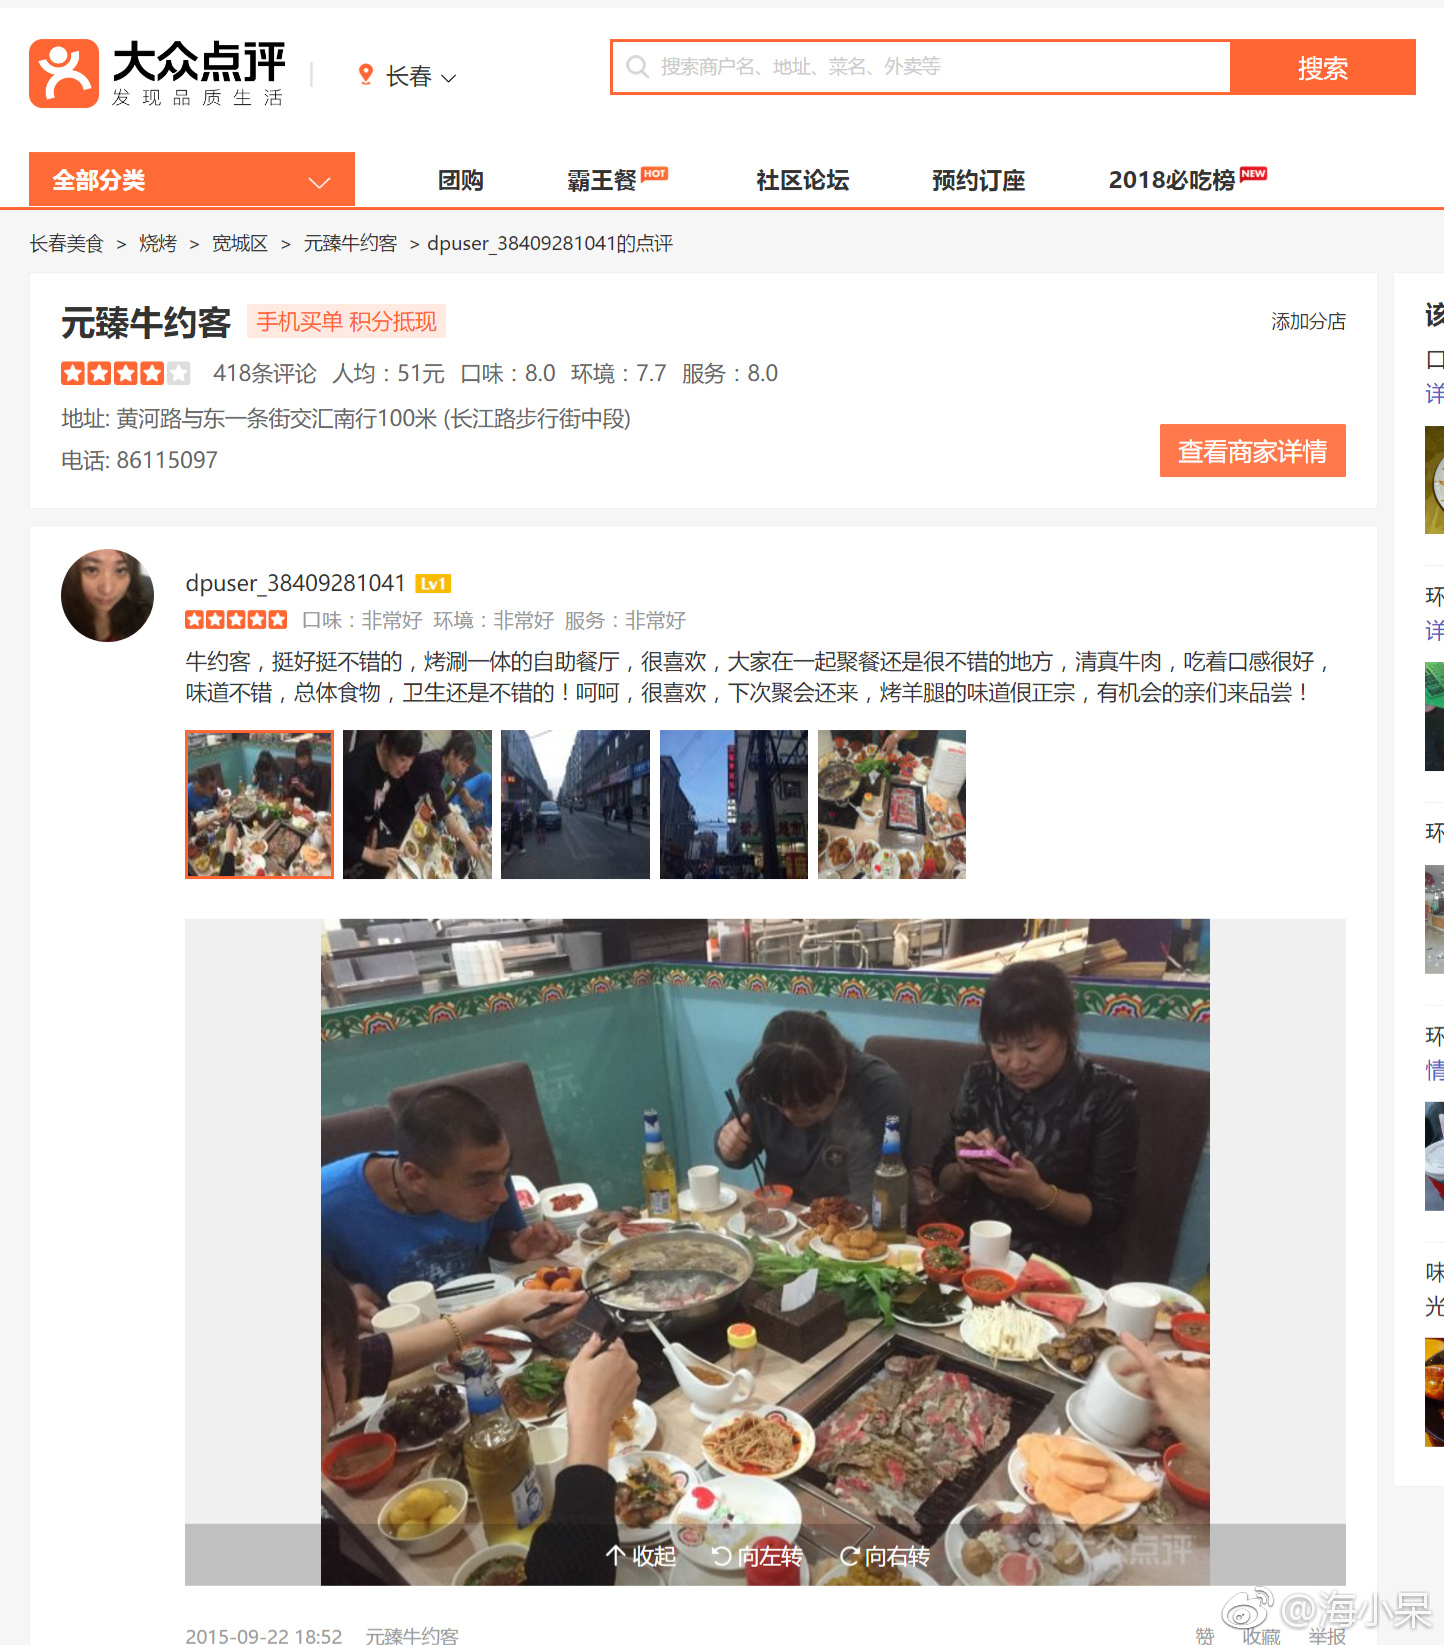 大众点评
发现品质生活
长春
搜索商户名、地址、菜名、外卖等
搜索
全部分类
团购
霸王餐 HOT
社区论坛
预约订座
2018必吃榜 NEW
长春美食 > 烧烤 > 宽城区 > 元臻牛约客 > dpuser_38409281041的点评
元臻牛约客 手机买单 积分抵现
添加分店
418条评论 人均：51元 口味：8.0 环境：7.7 服务：8.0
地址: 黄河路与东一条街交汇南行100米 (长江路步行街中段)
电话: 86115097
查看商家详情
该
口
详
环
详
环
环
情
味
光
dpuser_38409281041 Lv1
口味：非常好 环境：非常好 服务：非常好
牛约客，挺好挺不错的，烤涮一体的自助餐厅，很喜欢，大家在一起聚餐还是很不错的地方，清真牛肉，吃着口感很好，
味道不错，总体食物，卫生还是不错的！呵呵，很喜欢，下次聚会还来，烤羊腿的味道佷正宗，有机会的亲们来品尝！
大众点评
收起 向左转 向右转
@海小呆
2015-09-22 18:52 元臻牛约客
赞 收藏 举报